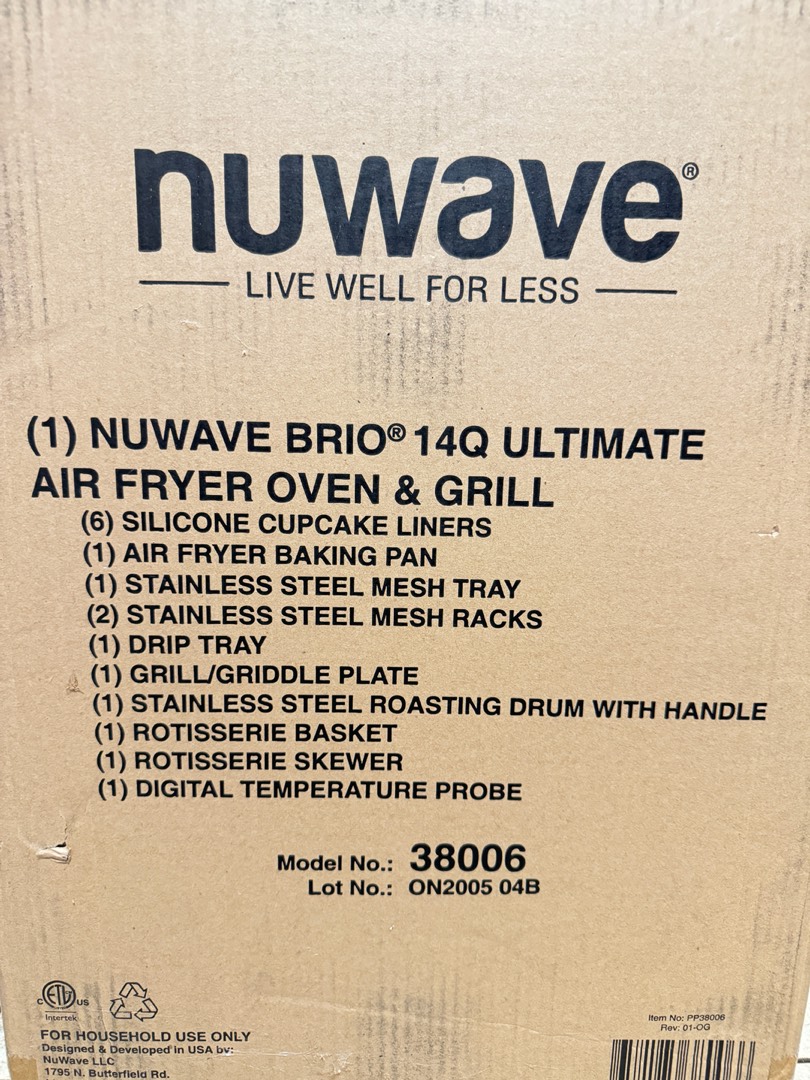 nuwave®
LIVE WELL FOR LESS
(1) NUWAVE BRIO® 14Q ULTIMATE
AIR FRYER OVEN & GRILL
(6) SILICONE CUPCAKE LINERS
(1) AIR FRYER BAKING PAN
(1) STAINLESS STEEL MESH TRAY
(2) STAINLESS STEEL MESH RACKS
(1) DRIP TRAY
(1) GRILL/GRIDDLE PLATE
(1) STAINLESS STEEL ROASTING DRUM WITH HANDLE
(1) ROTISSERIE BASKET
(1) ROTISSERIE SKEWER
(1) DIGITAL TEMPERATURE PROBE
Model No.: 38006
Lot No.: ON2005 04B
c ETL us
Intertek
FOR HOUSEHOLD USE ONLY
Designed & Developed in USA by:
NuWave LLC
1795 N. Butterfield Rd.
Item No: PP38006
Rev: 01-OG